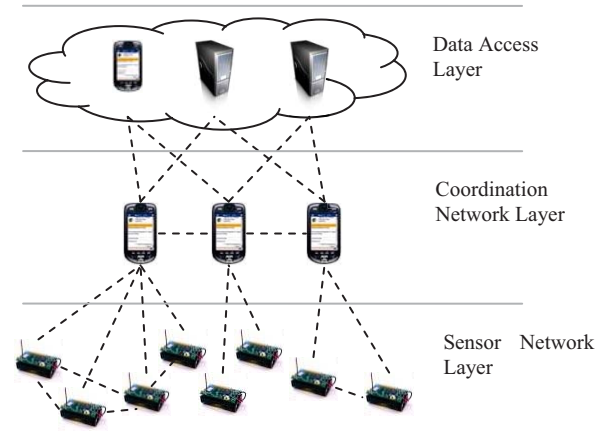 Data Access
Layer
Coordination
Network Layer
Sensor Network
Layer